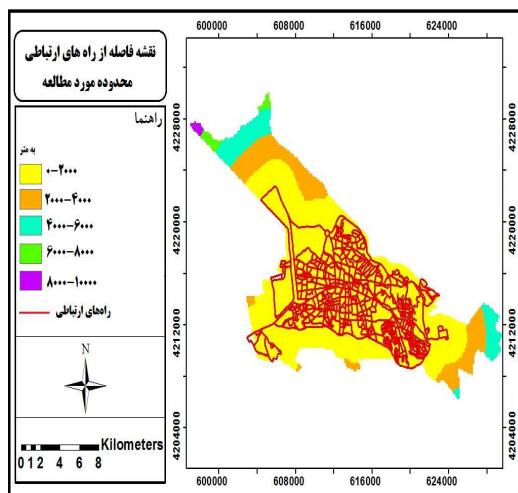 نقشه فاصله از راه های ارتباطی
محدوده مورد مطالعه
راهنما
به متر
۰-۲۰۰۰
۲۰۰۰-۴۰۰۰
۴۰۰۰-۶۰۰۰
۶۰۰۰-۸۰۰۰
۸۰۰۰-۱۰۰۰۰
راه‌های ارتباطی
N
Kilometers
0 1 2 4 6 8
600000 608000 616000 624000
4228000 4228000
4220000 4220000
4212000 4212000
4204000 4204000
600000 608000 616000 624000